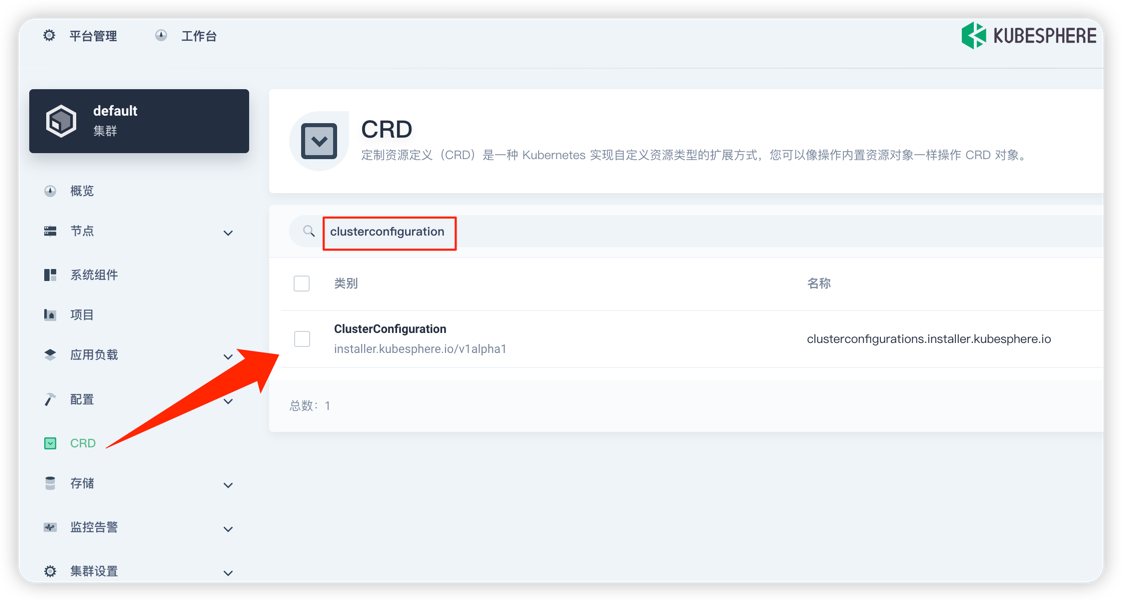 平台管理
工作台
KUBESPHERE
default
集群
概览
节点
系统组件
项目
应用负载
配置
CRD
存储
监控告警
集群设置
CRD
定制资源定义（CRD）是一种 Kubernetes 实现自定义资源类型的扩展方式，您可以像操作内置资源对象一样操作 CRD 对象。
clusterconfiguration
类别 名称
ClusterConfiguration
installer.kubesphere.io/v1alpha1
clusterconfigurations.installer.kubesphere.io
总数：1